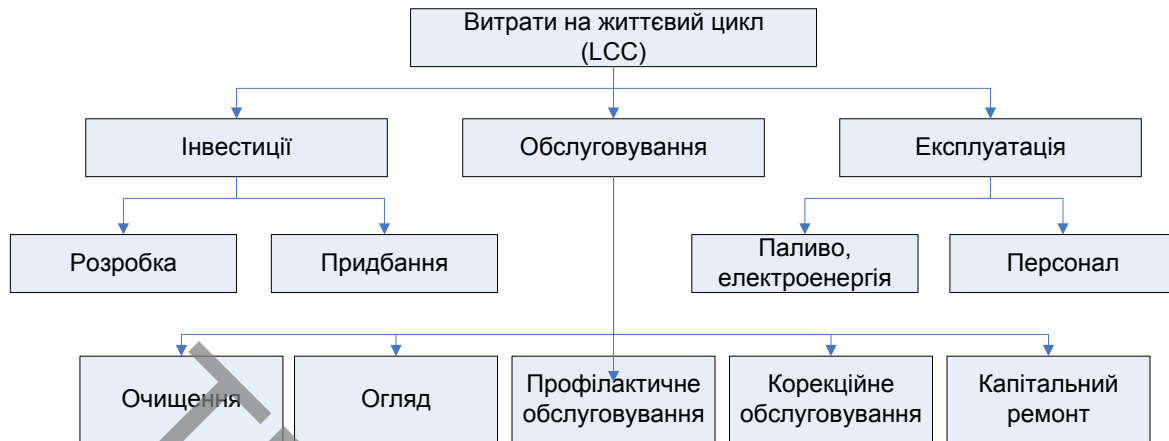 Витрати на життєвий цикл
(LCC)
Інвестиції
Обслуговування
Експлуатація
Розробка
Придбання
Паливо,
електроенергія
Персонал
Очищення
Огляд
Профілактичне
обслуговування
Корекційне
обслуговування
Капітальний
ремонт